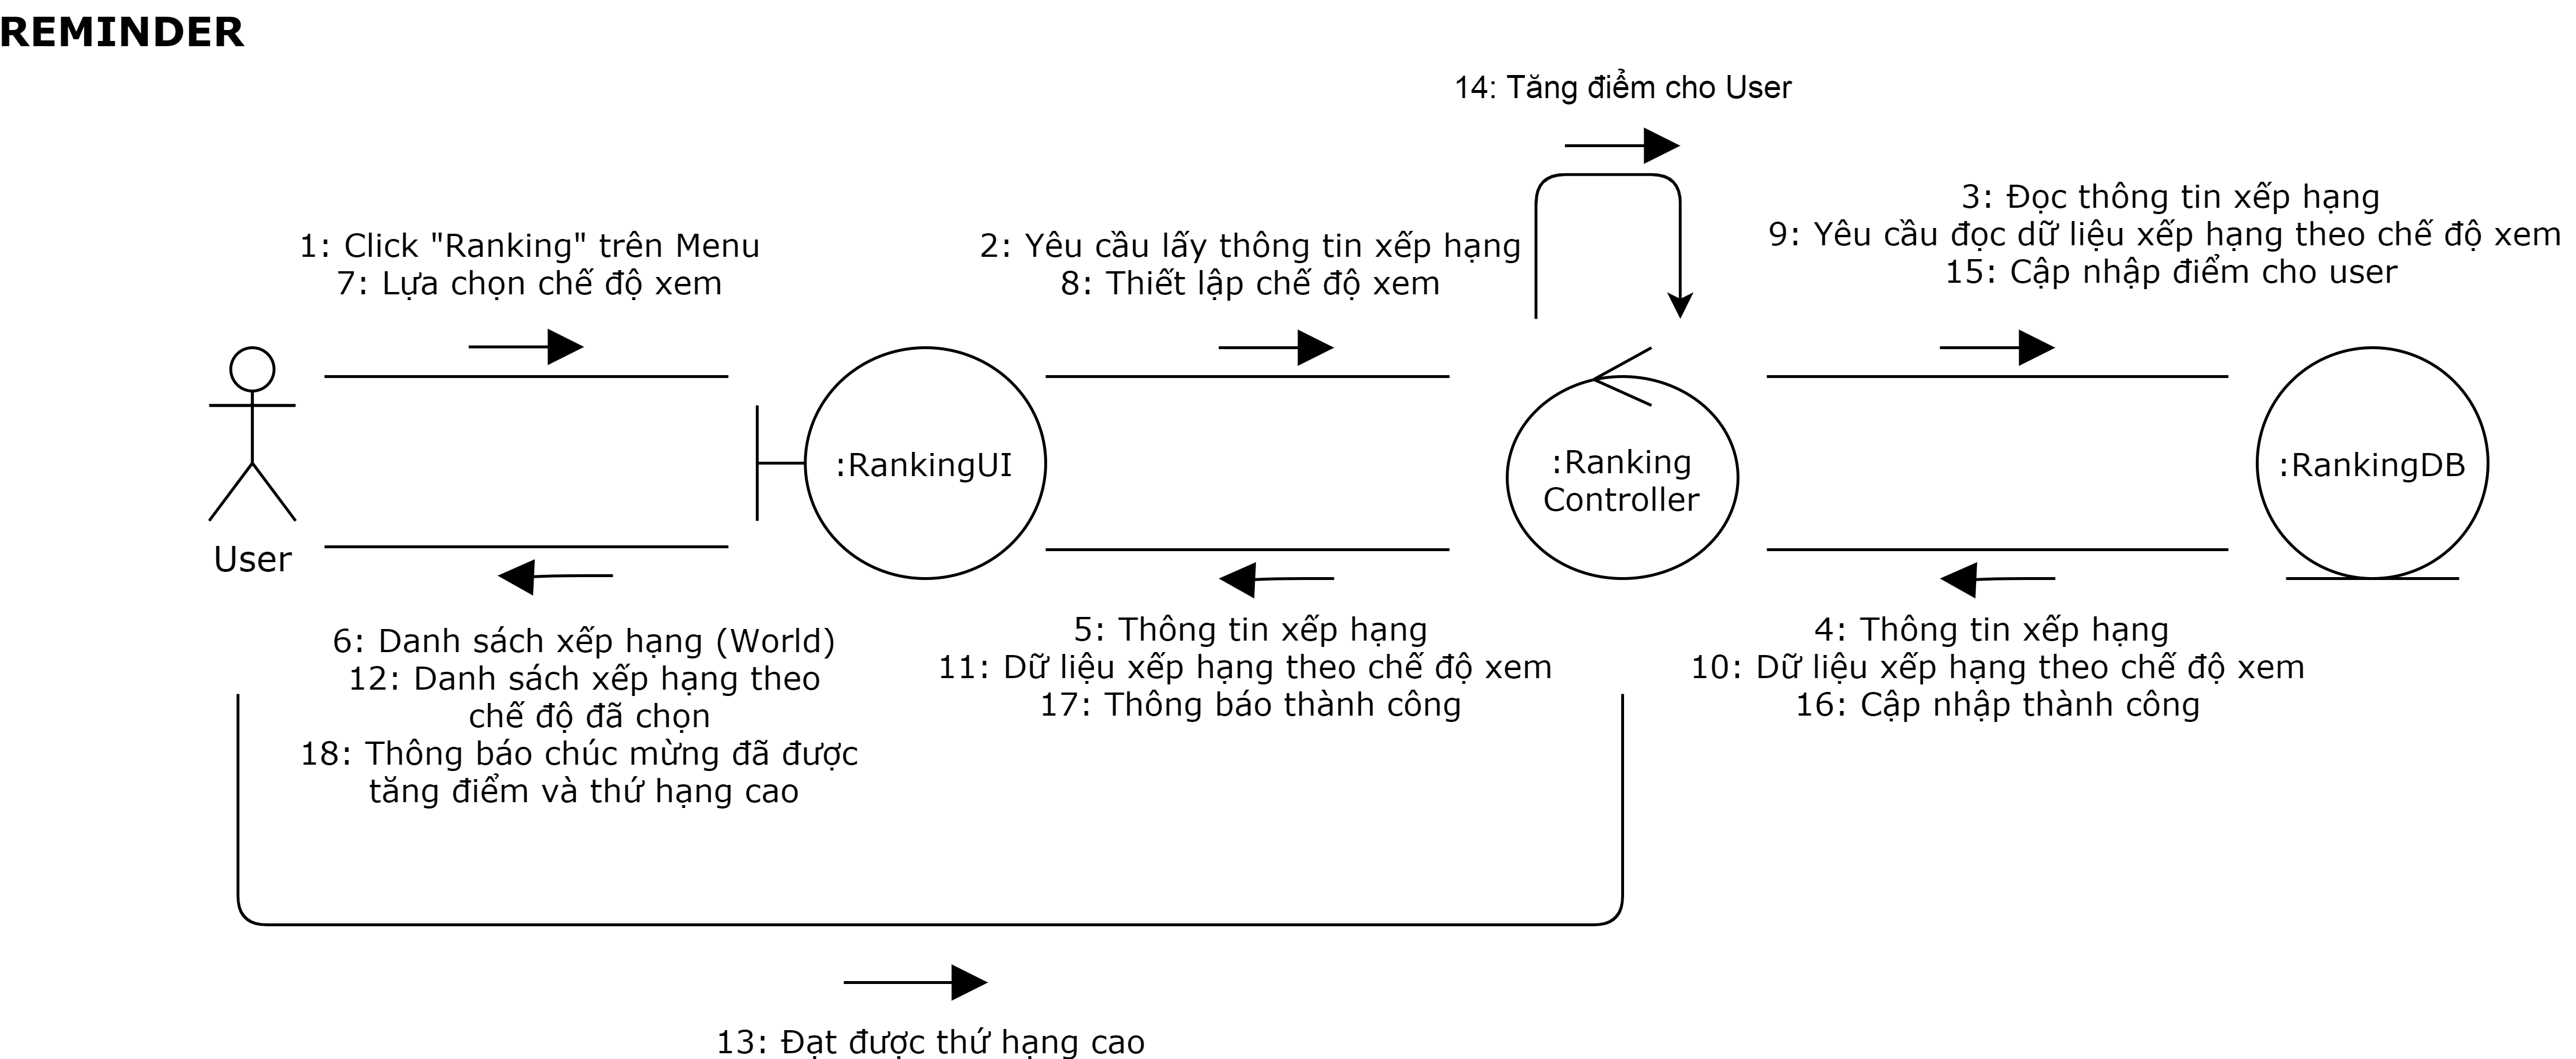 REMINDER
14: Tăng điểm cho User
3: Đọc thông tin xếp hạng
9: Yêu cầu đọc dữ liệu xếp hạng theo chế độ xem
15: Cập nhập điểm cho user
1: Click "Ranking" trên Menu
7: Lựa chọn chế độ xem
2: Yêu cầu lấy thông tin xếp hạng
8: Thiết lập chế độ xem
:RankingUI
:Ranking
Controller
:RankingDB
User
6: Danh sách xếp hạng (World)
12: Danh sách xếp hạng theo
chế độ đã chọn
18: Thông báo chúc mừng đã được
tăng điểm và thứ hạng cao
5: Thông tin xếp hạng
11: Dữ liệu xếp hạng theo chế độ xem
17: Thông báo thành công
4: Thông tin xếp hạng
10: Dữ liệu xếp hạng theo chế độ xem
16: Cập nhập thành công
13: Đạt được thứ hạng cao